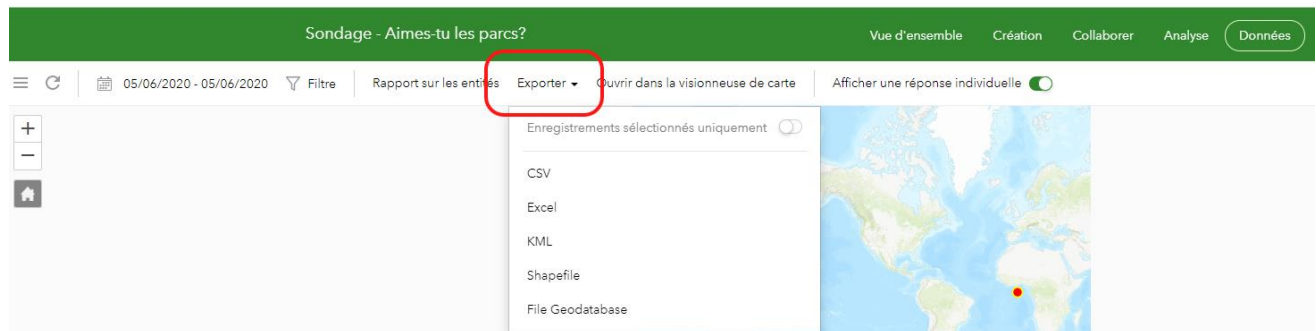 Sondage - Aimes-tu les parcs? Vue d'ensemble Création Collaborer Analyse Données
05/06/2020 - 05/06/2020 Filtre Rapport sur les entités Exporter Ouvrir dans la visionneuse de carte Afficher une réponse individuelle
Enregistrements sélectionnés uniquement
CSV
Excel
KML
Shapefile
File Geodatabase